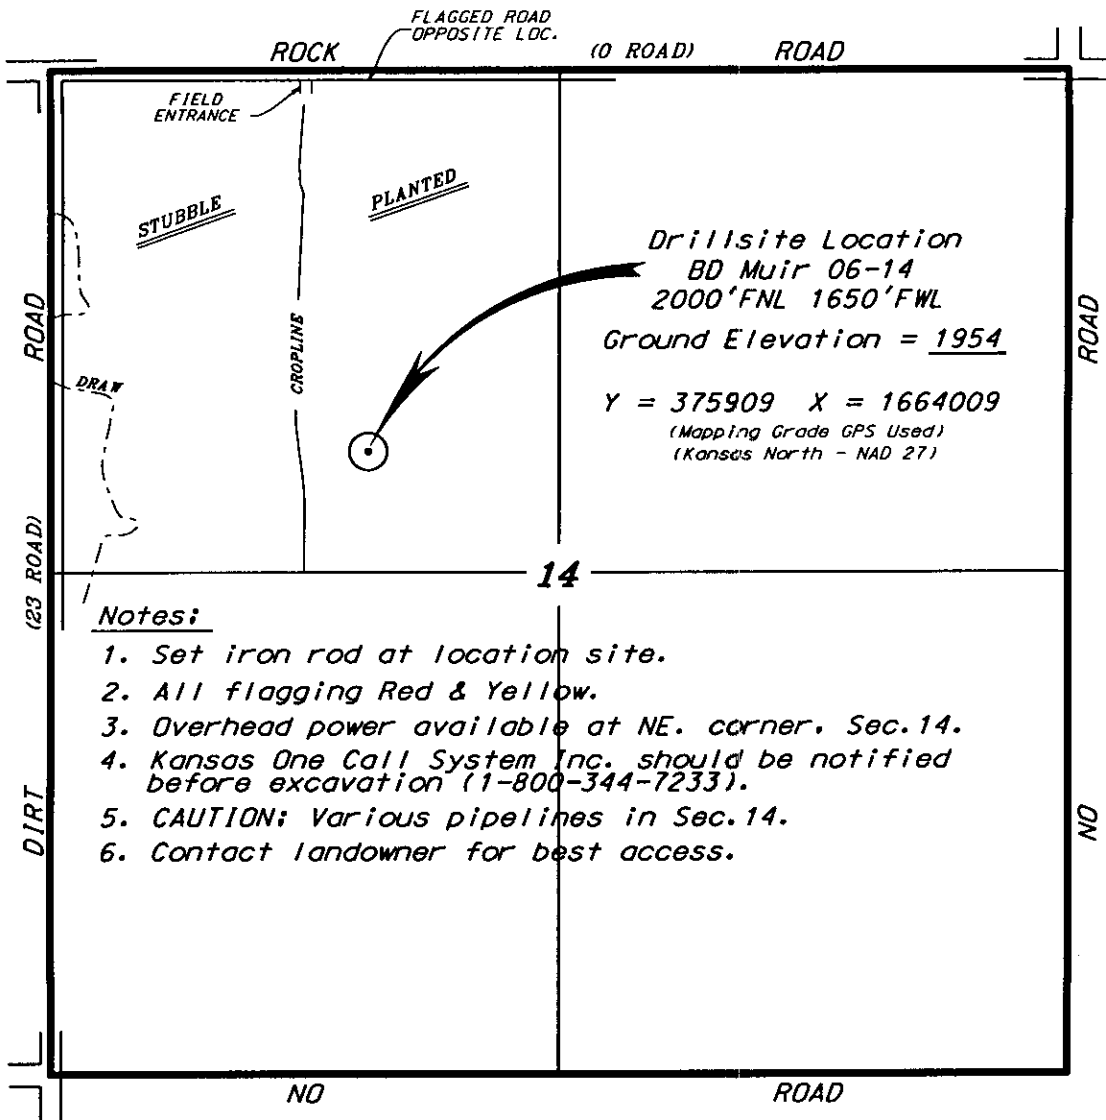 FLAGGED ROAD
OPPOSITE LOC.
ROCK (O ROAD) ROAD
FIELD
ENTRANCE
STUBBLE
PLANTED
Drillsite Location
BD Muir 06-14
2000'FNL 1650'FWL
Ground Elevation = 1954
Y = 375909 X = 1664009
(Mapping Grade GPS Used)
(Kansas North - NAD 27)
CROPLINE
DRAW
ROAD
(23 ROAD)
DIRT
ROAD
NO
14
Notes:
1. Set iron rod at location site.
2. All flagging Red & Yellow.
3. Overhead power available at NE. corner, Sec.14.
4. Kansas One Call System Inc. should be notified
before excavation (1-800-344-7233).
5. CAUTION: Various pipelines in Sec.14.
6. Contact landowner for best access.
NO ROAD